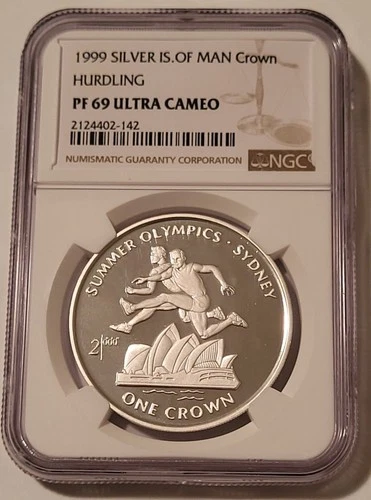 1999 SILVER IS.OF MAN Crown
HURDLING
PF 69 ULTRA CAMEO
2124402-142
NUMISMATIC GUARANTY CORPORATION
NGC
SUMMER OLYMPICS · SYDNEY
2000
ONE CROWN